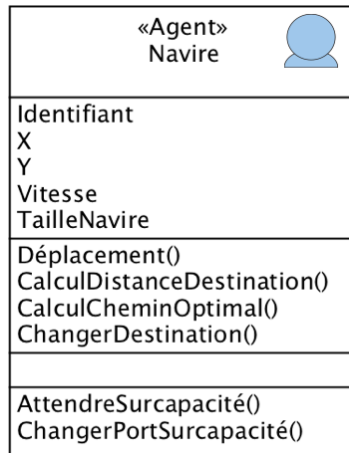 «Agent»
Navire
Identifiant
X
Y
Vitesse
TailleNavire
Déplacement()
CalculDistanceDestination()
CalculCheminOptimal()
ChangerDestination()
AttendreSurcapacité()
ChangerPortSurcapacité()